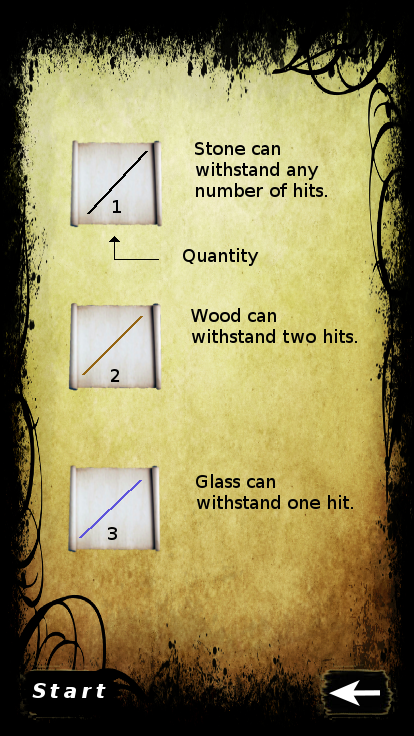 Stone can
withstand any
number of hits.
1
Quantity
Wood can
withstand two hits.
2
Glass can
withstand one hit.
3
Start